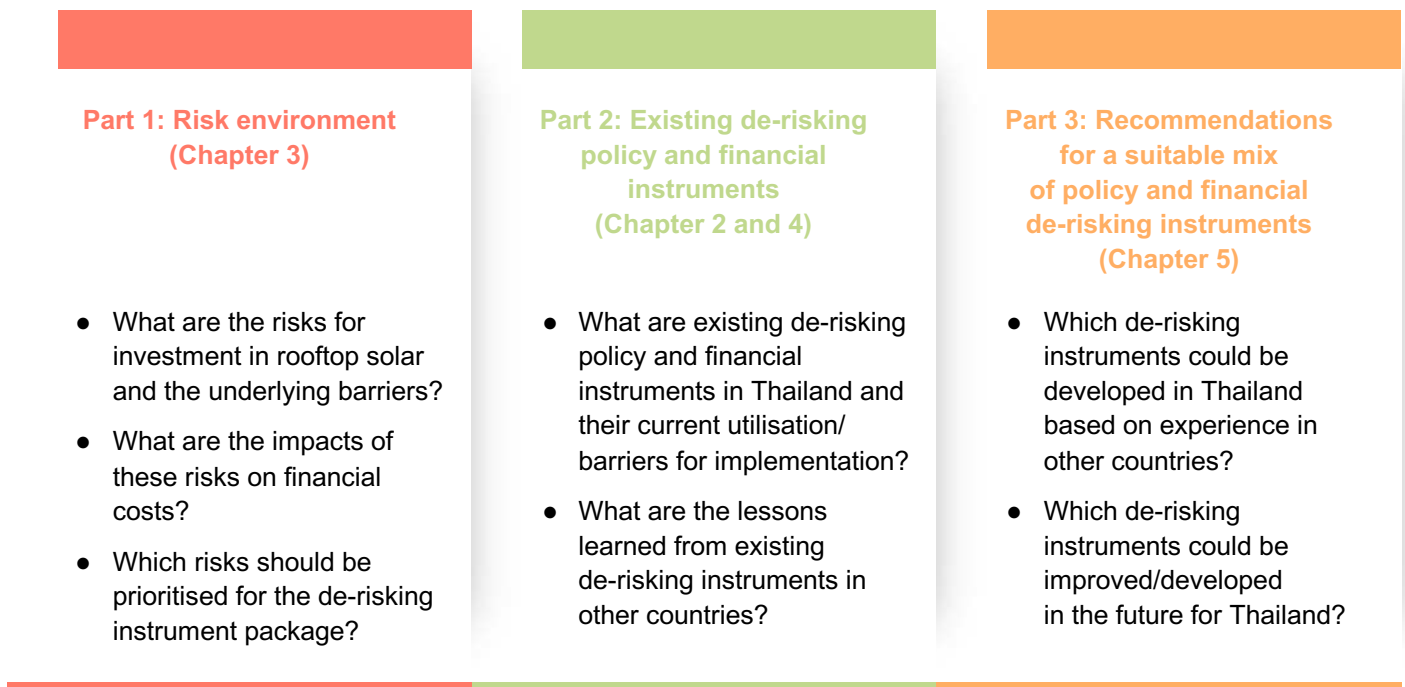 Part 1: Risk environment
(Chapter 3)
● What are the risks for
investment in rooftop solar
and the underlying barriers?
● What are the impacts of
these risks on financial
costs?
● Which risks should be
prioritised for the de-risking
instrument package?
Part 2: Existing de-risking
policy and financial
instruments
(Chapter 2 and 4)
● What are existing de-risking
policy and financial
instruments in Thailand and
their current utilisation/
barriers for implementation?
● What are the lessons
learned from existing
de-risking instruments in
other countries?
Part 3: Recommendations
for a suitable mix
of policy and financial
de-risking instruments
(Chapter 5)
● Which de-risking
instruments could be
developed in Thailand
based on experience in
other countries?
● Which de-risking
instruments could be
improved/developed
in the future for Thailand?